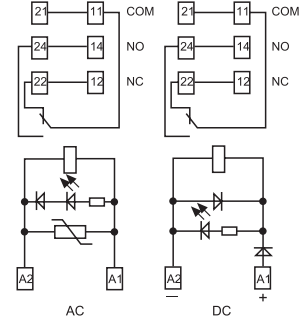 21 11 COM 21 11 COM
24 14 NO 24 14 NO
22 12 NC 22 12 NC
A2 A1 A2 A1
— +
AC DC